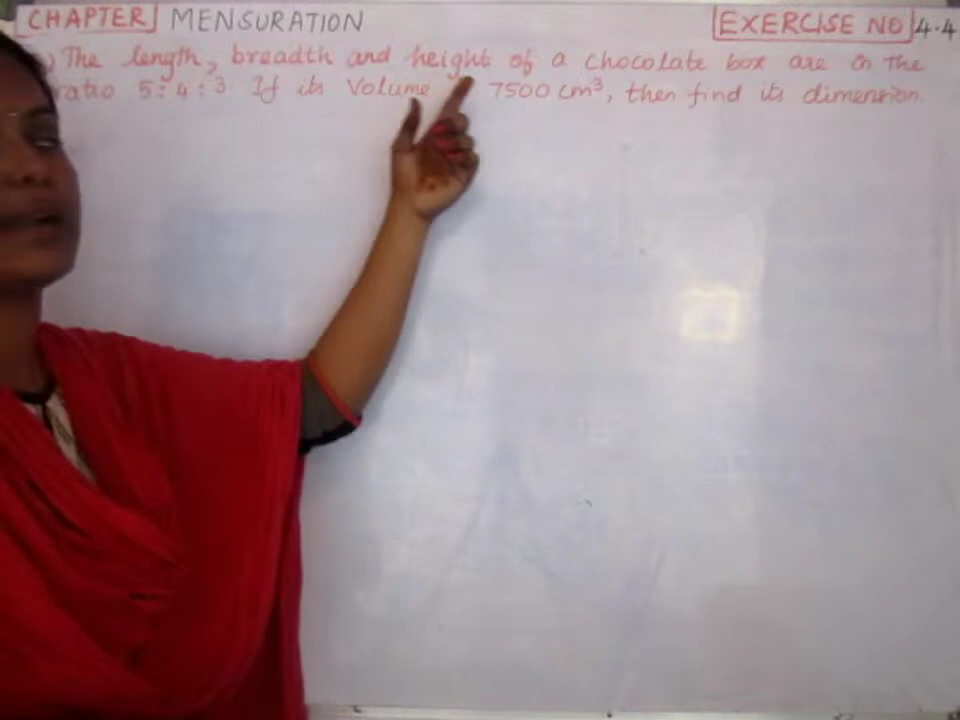 CHAPTER MENSURATION EXERCISE NO 4.4
) The length, breadth and height of a chocolate box are in the
ratio 5:4:3 If its Volume 7500 cm³, then find its dimension